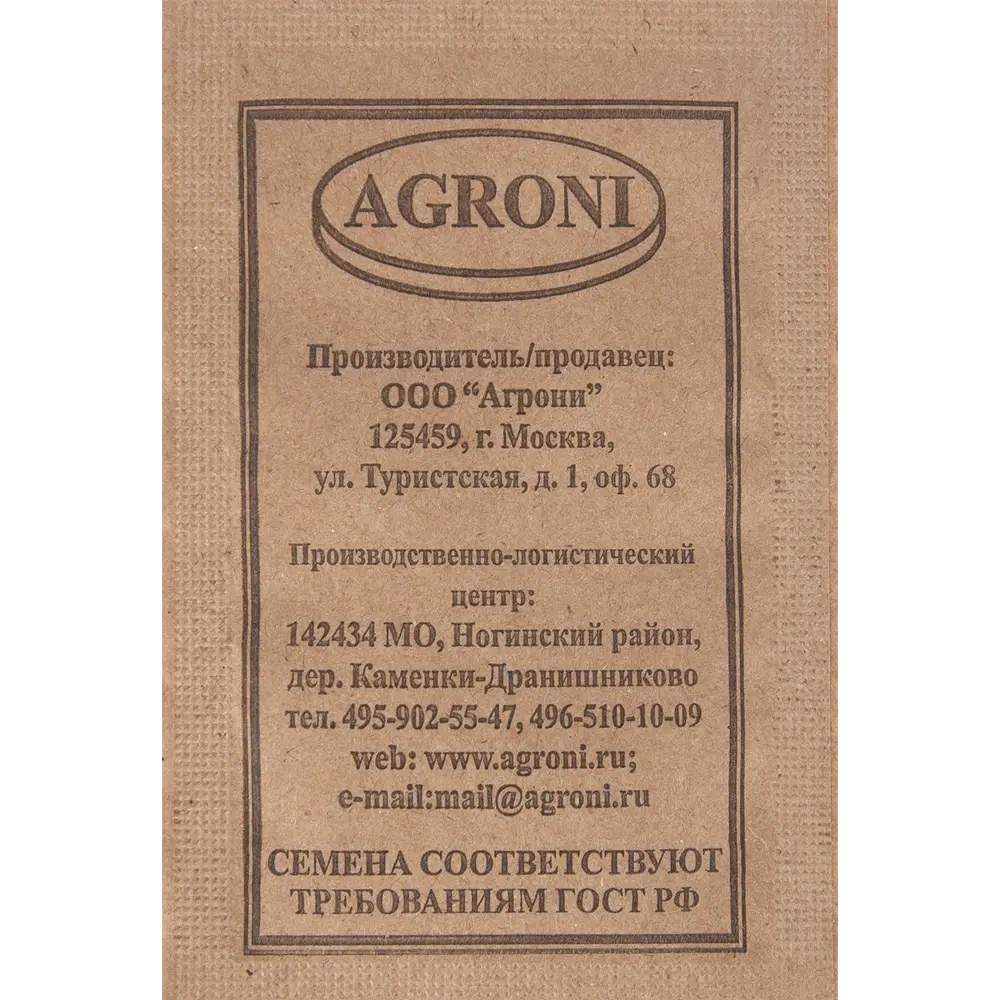 AGRONI
Производитель/продавец:
ООО “Агрони”
125459, г. Москва,
ул. Туристская, д. 1, оф. 68
Производственно-логистический
центр:
142434 МО, Ногинский район,
дер. Каменки-Дранишниково
тел. 495-902-55-47, 496-510-10-09
web: www.agroni.ru;
e-mail:mail@agroni.ru
СЕМЕНА СООТВЕТСТВУЮТ
ТРЕБОВАНИЯМ ГОСТ РФ